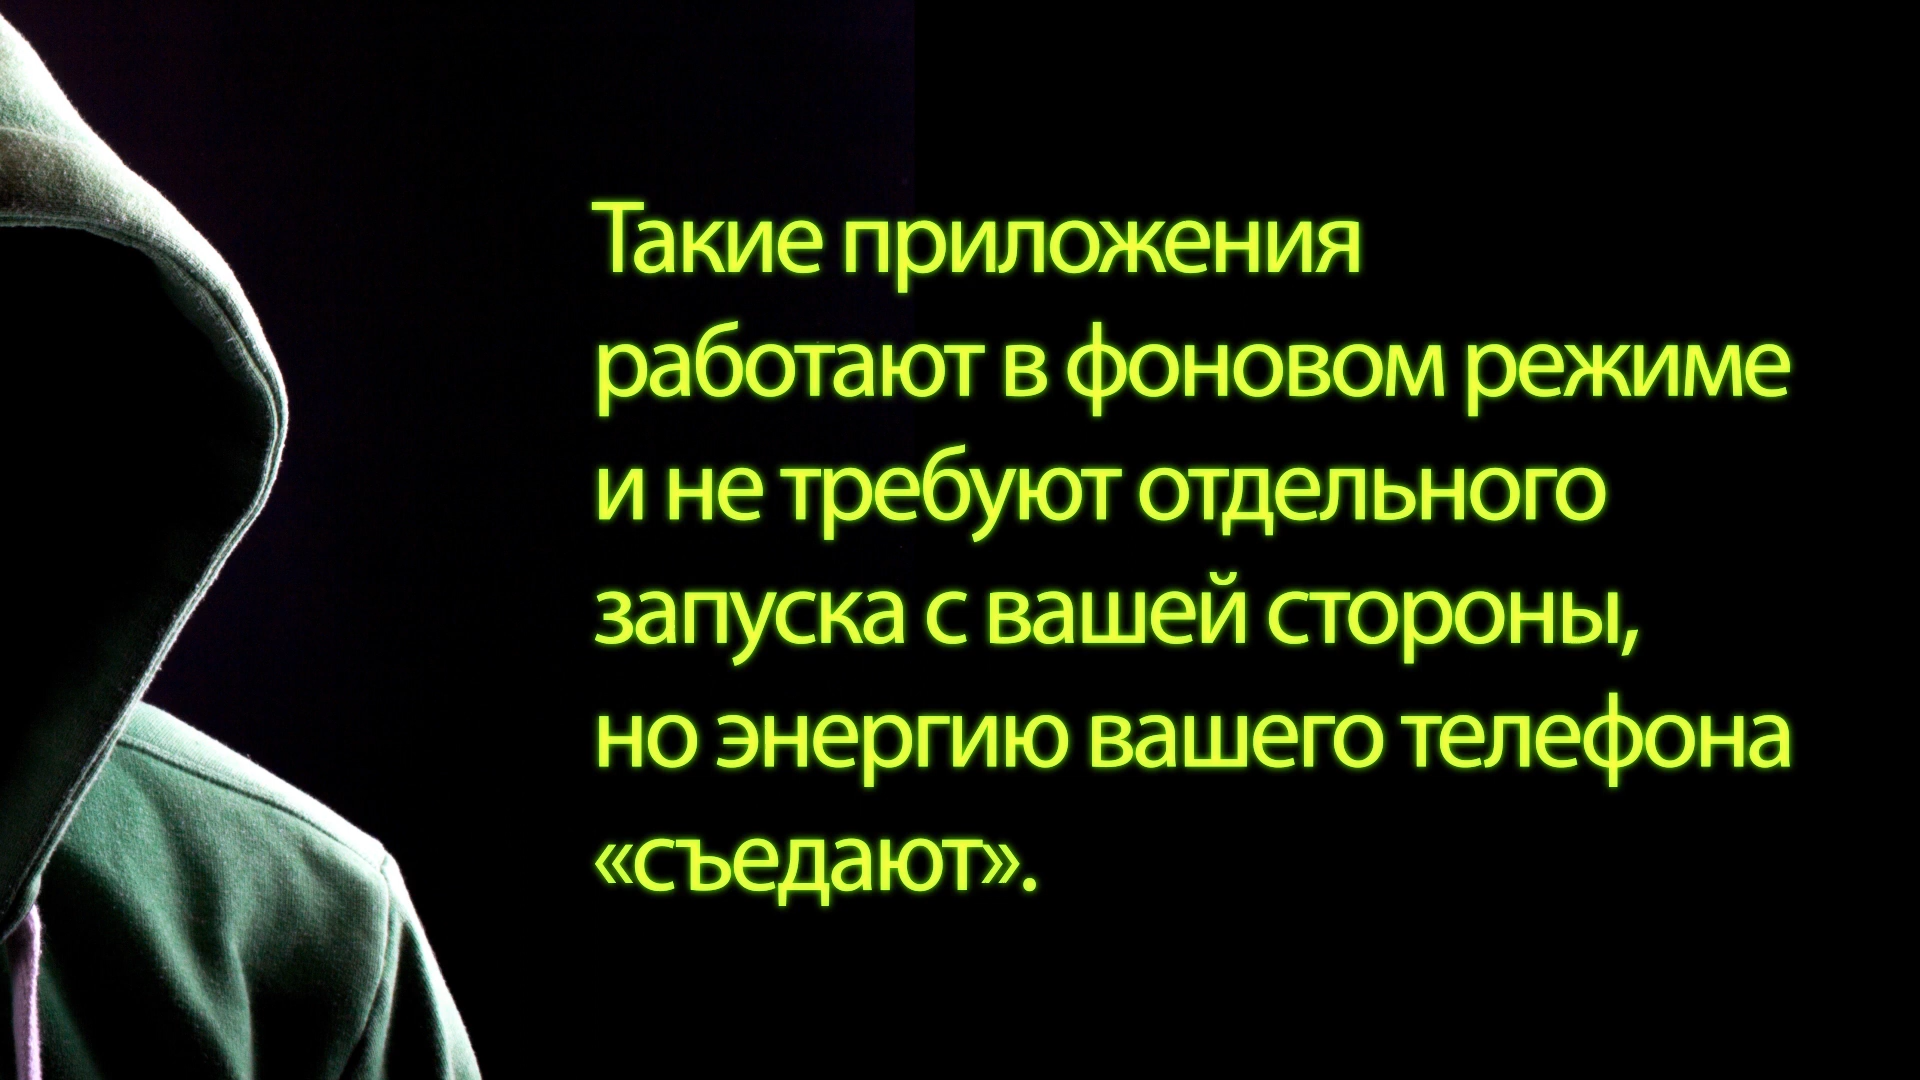 Такие приложения
работают в фоновом режиме
и не требуют отдельного
запуска с вашей стороны,
но энергию вашего телефона
«съедают».